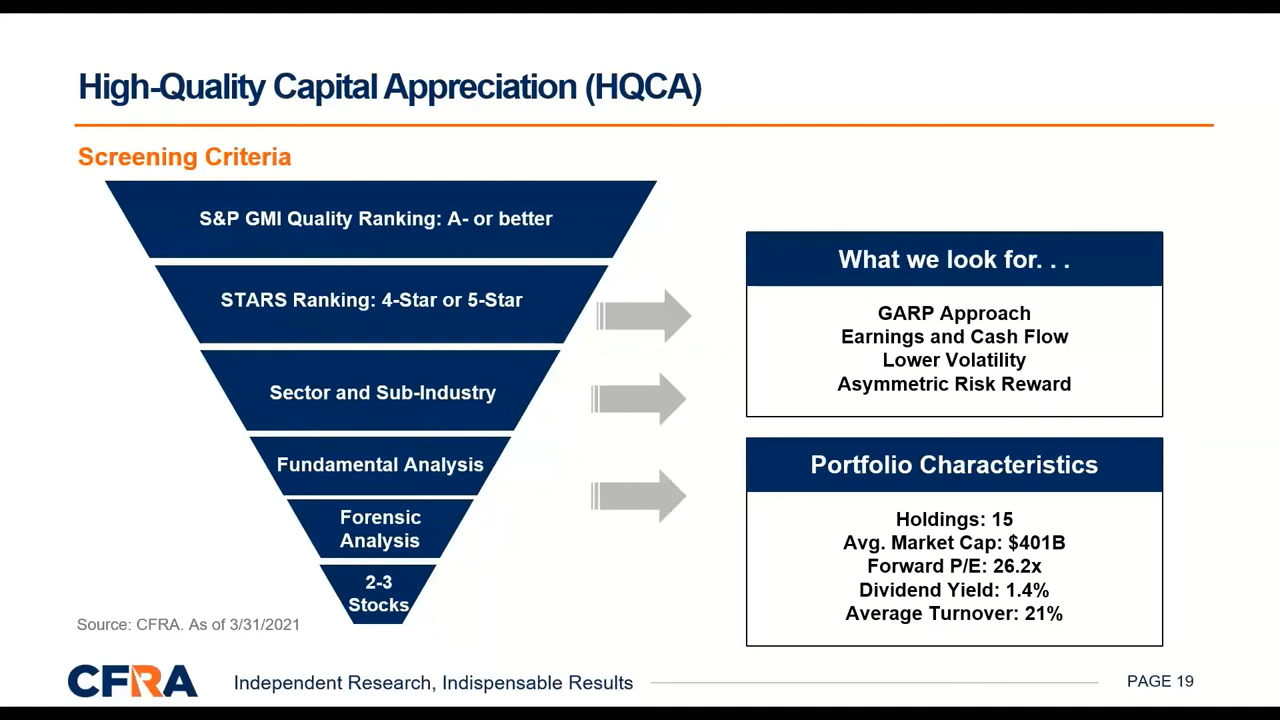 High-Quality Capital Appreciation (HQCA)
Screening Criteria
S&P GMI Quality Ranking: A- or better
STARS Ranking: 4-Star or 5-Star
Sector and Sub-Industry
Fundamental Analysis
Forensic
Analysis
2-3
Stocks
What we look for. . .
GARP Approach
Earnings and Cash Flow
Lower Volatility
Asymmetric Risk Reward
Portfolio Characteristics
Holdings: 15
Avg. Market Cap: $401B
Forward P/E: 26.2x
Dividend Yield: 1.4%
Average Turnover: 21%
Source: CFRA. As of 3/31/2021
CFRA
Independent Research, Indispensable Results
PAGE 19